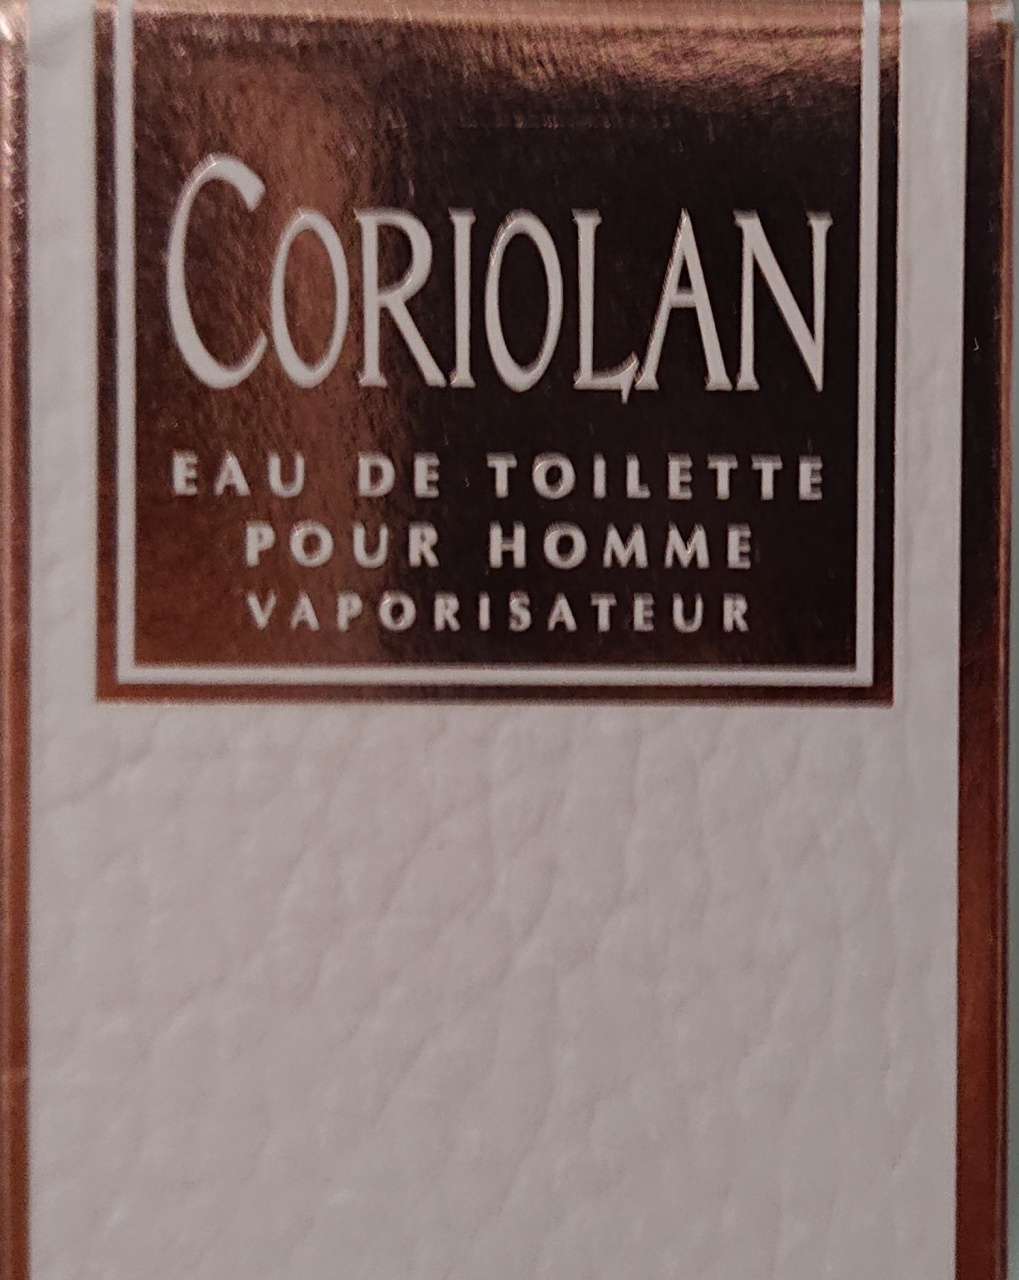 CORIOLAN
EAU DE TOILETTE
POUR HOMME
VAPORISATEUR